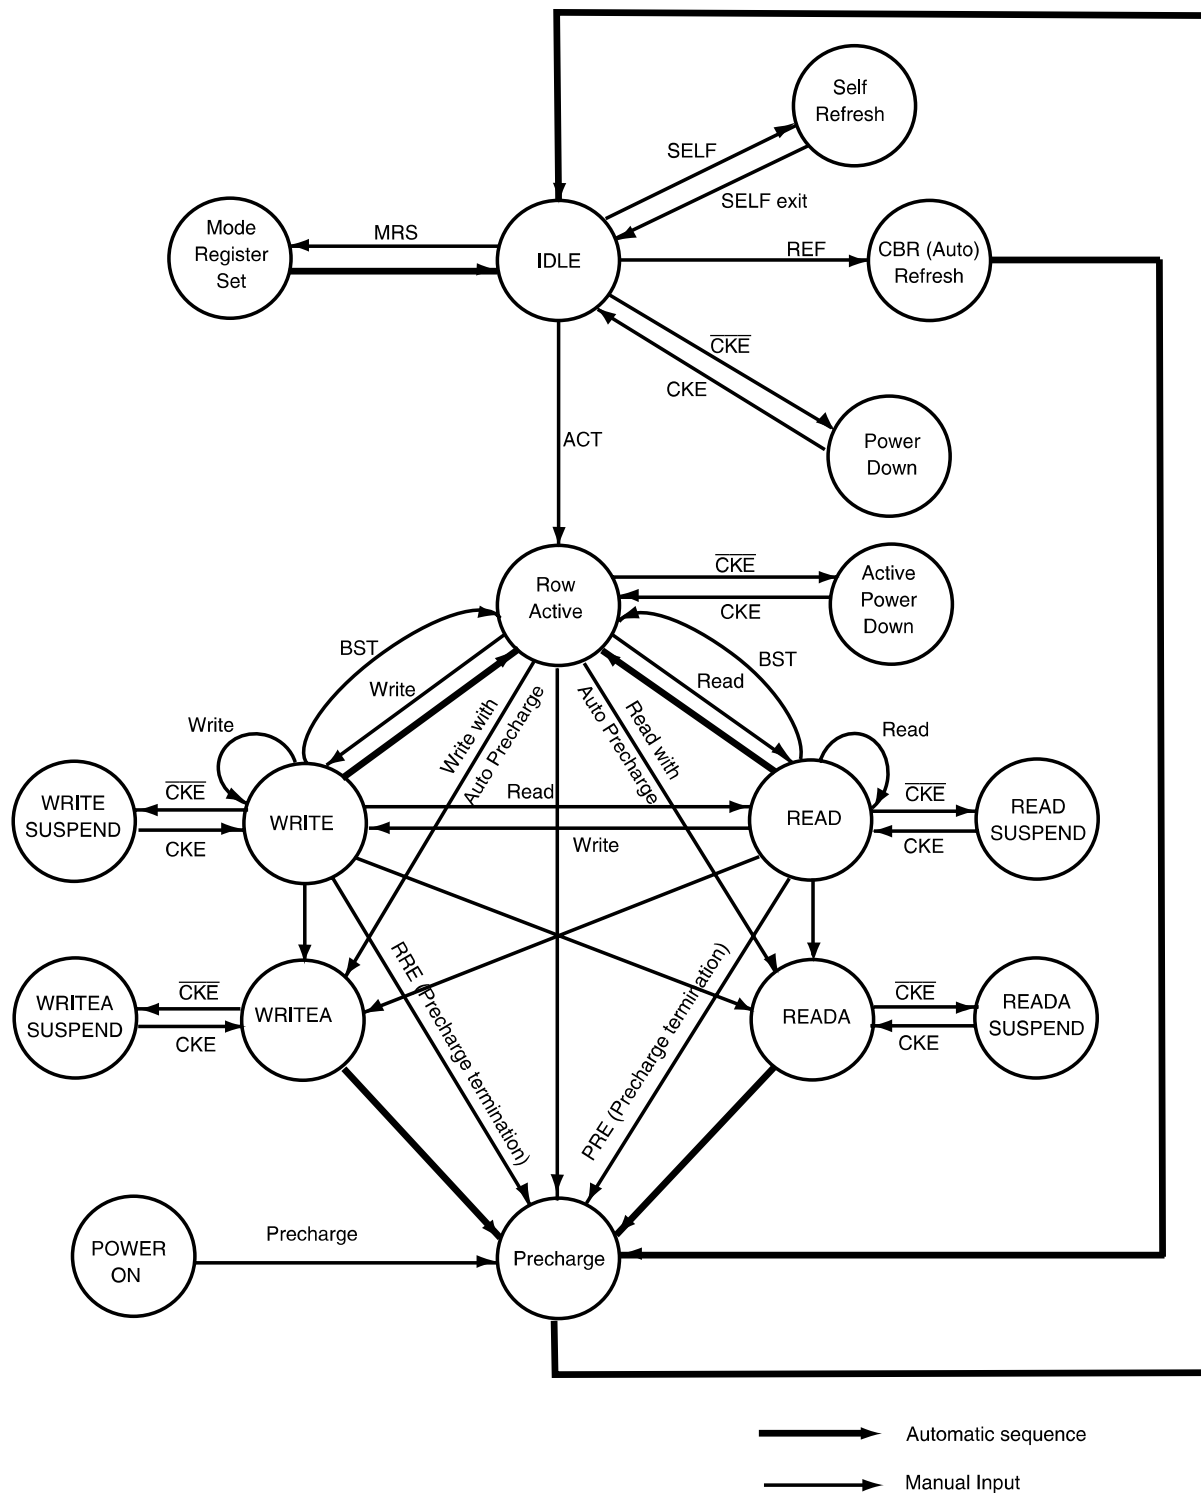 Self
Refresh
SELF
SELF exit
Mode
Register
Set
MRS
IDLE
REF
CBR (Auto)
Refresh
CKE
CKE
Power
Down
ACT
Row
Active
CKE
CKE
Active
Power
Down
BST
BST
Write
Read
Write with
Auto Precharge
Read with
Auto Precharge
Write
Read
WRITE
SUSPEND
CKE
CKE
WRITE
Read
Write
READ
CKE
CKE
READ
SUSPEND
RRE (Precharge termination)
PRE (Precharge termination)
WRITEA
SUSPEND
CKE
CKE
WRITEA
READA
CKE
CKE
READA
SUSPEND
POWER
ON
Precharge
Precharge
Automatic sequence
Manual Input